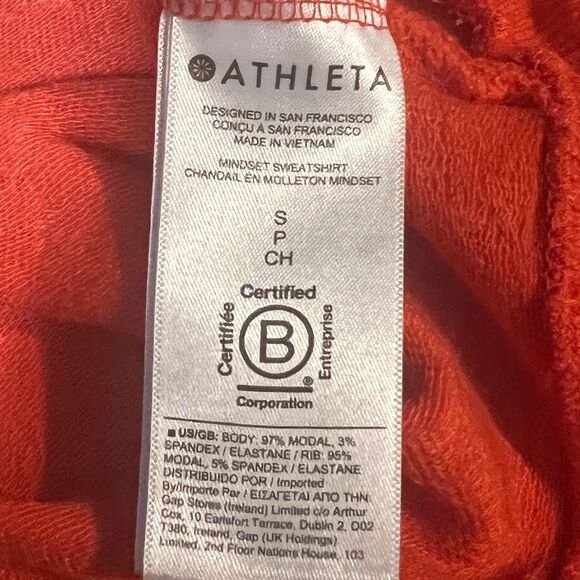 ATHLETA
DESIGNED IN SAN FRANCISCO
CONÇU À SAN FRANCISCO
MADE IN VIETNAM
MINDSET SWEATSHIRT
CHANDAIL EN MOLLETON MINDSET
S
P
CH
Certified
Certifiée
B
Entreprise
®
Corporation
■ US/GB: BODY: 97% MODAL, 3%
SPANDEX / ELASTANE / RIB: 95%
MODAL, 5% SPANDEX / ELASTANE
DISTRIBUIDO POR / Imported
By/Importé Par / ΕΙΣΑΓΕΤΑΙ ΑΠΟ ΤΗΝ
Gap Stores (Ireland) Limited c/o Arthur
Cox, 10 Earlsfort Terrace, Dublin 2, D02
T380, Ireland, Gap (UK Holdings)
Limited, 2nd Floor Nations House, 103